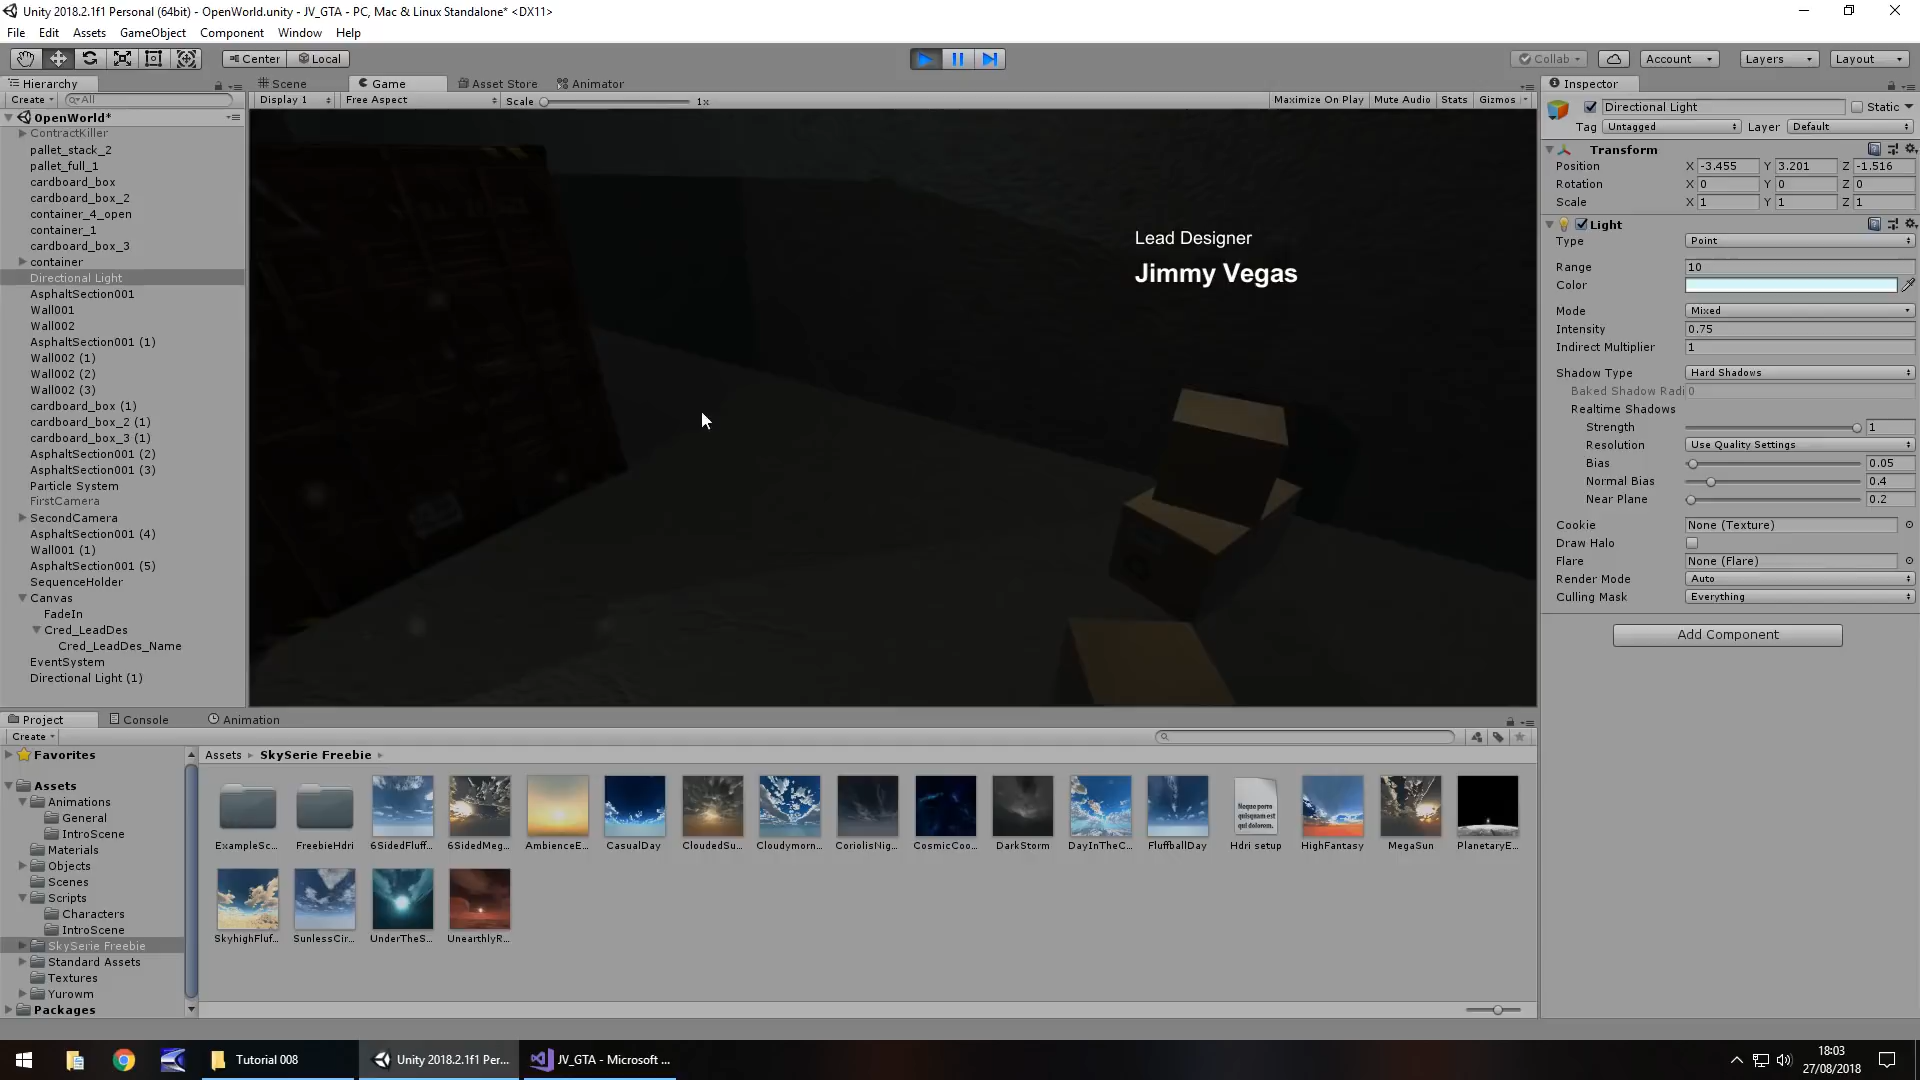 Unity 2018.2.1f1 Personal (64bit) - OpenWorld.unity - JV_GTA - PC, Mac & Linux Standalone* <DX11>
File Edit Assets GameObject Component Window Help
Center Local Collab Account Layers Layout
Hierarchy
Create All
OpenWorld*
ContractKiller
pallet_stack_2
pallet_full_1
cardboard_box
cardboard_box_2
container_4_open
container_1
cardboard_box_3
container
Directional Light
AsphaltSection001
Wall001
Wall002
AsphaltSection001 (1)
Wall002 (1)
Wall002 (2)
Wall002 (3)
cardboard_box (1)
cardboard_box_2 (1)
cardboard_box_3 (1)
AsphaltSection001 (2)
AsphaltSection001 (3)
Particle System
FirstCamera
SecondCamera
AsphaltSection001 (4)
Wall001 (1)
AsphaltSection001 (5)
SequenceHolder
Canvas
FadeIn
Cred_LeadDes
Cred_LeadDes_Name
EventSystem
Directional Light (1)
Scene Game Asset Store Animator
Display 1 Free Aspect Scale 1x Maximize On Play Mute Audio Stats Gizmos
Lead Designer
Jimmy Vegas
Inspector
Directional Light Static
Tag Untagged Layer Default
Transform
Position X -3.455 Y 3.201 Z -1.516
Rotation X 0 Y 0 Z 0
Scale X 1 Y 1 Z 1
Light
Type Point
Range 10
Color
Mode Mixed
Intensity 0.75
Indirect Multiplier 1
Shadow Type Hard Shadows
Baked Shadow Radi 0
Realtime Shadows
Strength 1
Resolution Use Quality Settings
Bias 0.05
Normal Bias 0.4
Near Plane 0.2
Cookie None (Texture)
Draw Halo
Flare None (Flare)
Render Mode Auto
Culling Mask Everything
Add Component
Project Console Animation
Create
Favorites
Assets
Animations
General
IntroScene
Materials
Objects
Scenes
Scripts
Characters
IntroScene
SkySerie Freebie
Standard Assets
Textures
Yurowm
Packages
Assets SkySerie Freebie
ExampleSc... FreebieHdri 6SidedFluff... 6SidedMeg... AmbienceE... CasualDay CloudedSu... Cloudymorn... CoriolisNig... CosmicCoo... DarkStorm DayInTheC... FluffballDay Hdri setup HighFantasy MegaSun PlanetaryE...
Neque porro quisquam est qui dolorem.
SkyhighFluf... SunlessCir... UnderTheS... UnearthlyR...
Tutorial 008 Unity 2018.2.1f1 Per... JV_GTA - Microsoft ...
18:03
27/08/2018